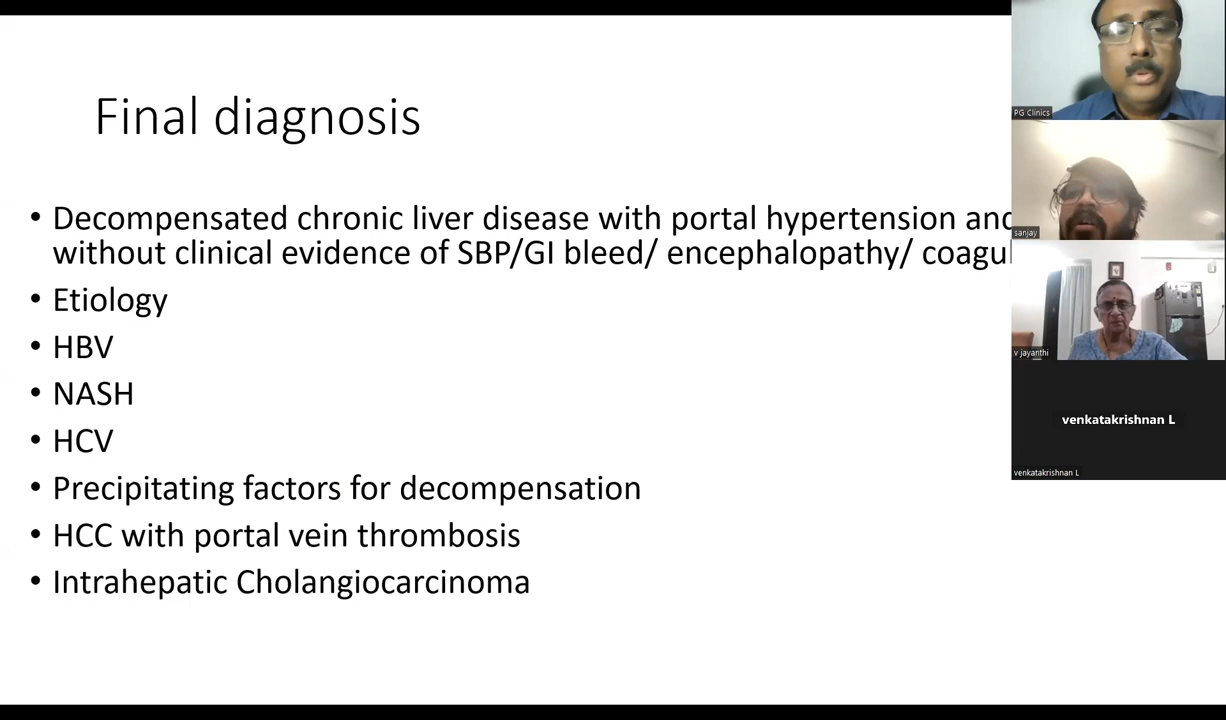 Final diagnosis
• Decompensated chronic liver disease with portal hypertension and
without clinical evidence of SBP/GI bleed/ encephalopathy/
• Etiology
• HBV
• NASH
• HCV
• Precipitating factors for decompensation
• HCC with portal vein thrombosis
• Intrahepatic Cholangiocarcinoma
PG Clinics
sanjay
v jayanthi
venkatakrishnan L
venkatakrishnan L